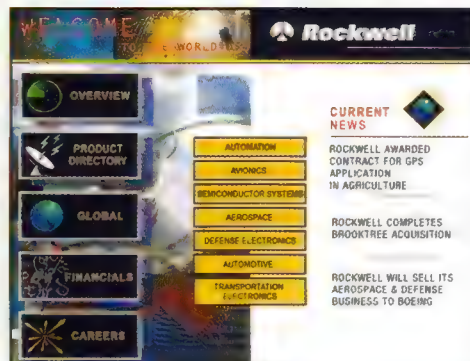 WELCOME
TO THE WORLD OF
Rockwell
OVERVIEW
PRODUCT
DIRECTORY
GLOBAL
FINANCIALS
CAREERS
AUTOMATION
AVIONICS
SEMICONDUCTOR SYSTEMS
AEROSPACE
DEFENSE ELECTRONICS
AUTOMOTIVE
TRANSPORTATION
ELECTRONICS
CURRENT
NEWS
ROCKWELL AWARDED
CONTRACT FOR GPS
APPLICATION
IN AGRICULTURE
ROCKWELL COMPLETES
BROOKTREE ACQUISITION
ROCKWELL WILL SELL ITS
AEROSPACE & DEFENSE
BUSINESS TO BOEING